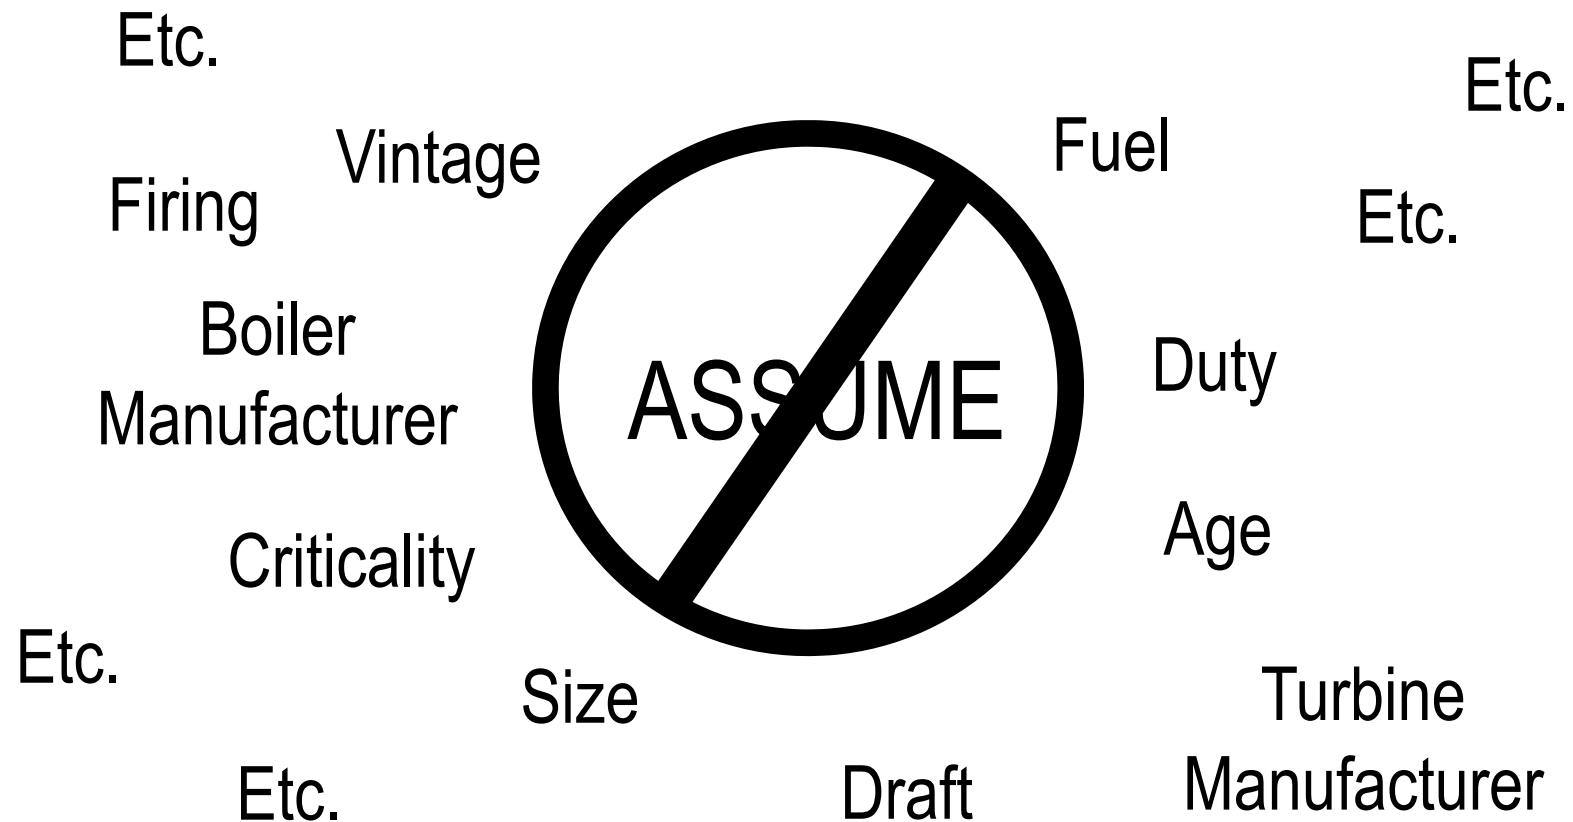 Etc.
Etc.
Vintage
Fuel
Firing
Etc.
Boiler
Manufacturer
ASSUME
Duty
Criticality
Age
Etc.
Size
Turbine
Manufacturer
Etc.
Draft